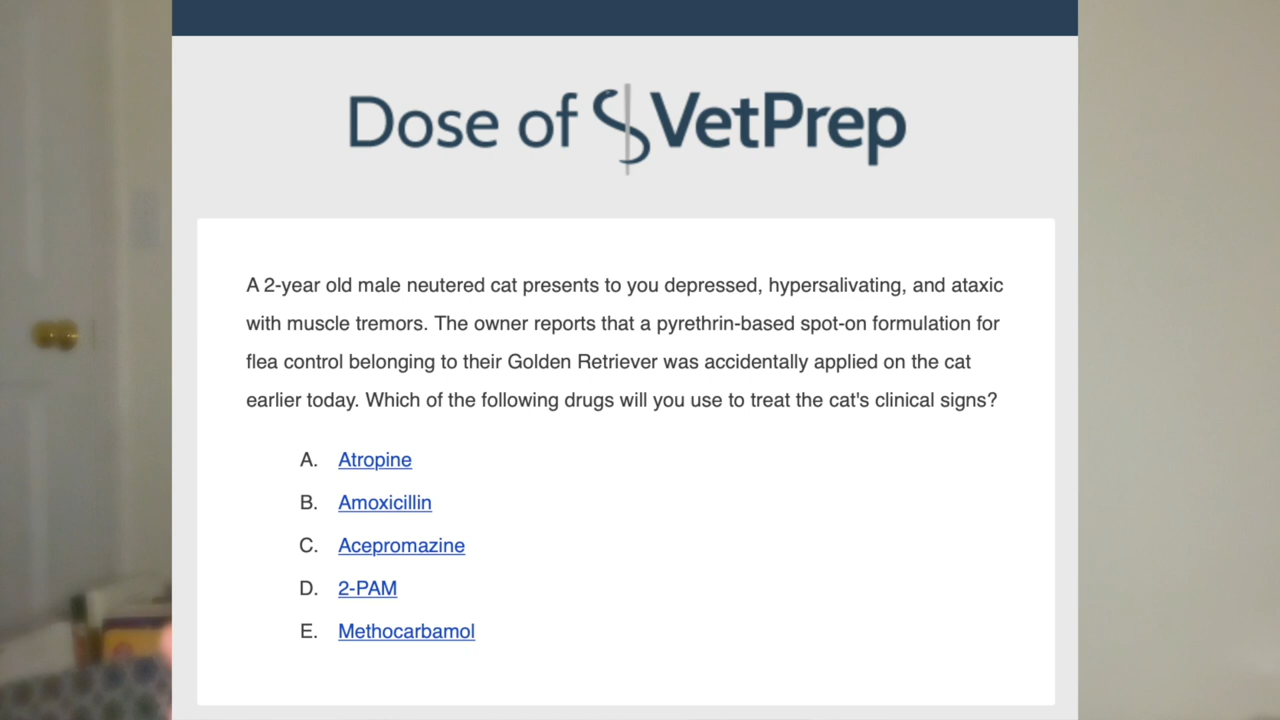 Dose of VetPrep
A 2-year old male neutered cat presents to you depressed, hypersalivating, and ataxic
with muscle tremors. The owner reports that a pyrethrin-based spot-on formulation for
flea control belonging to their Golden Retriever was accidentally applied on the cat
earlier today. Which of the following drugs will you use to treat the cat's clinical signs?
A. Atropine
B. Amoxicillin
C. Acepromazine
D. 2-PAM
E. Methocarbamol